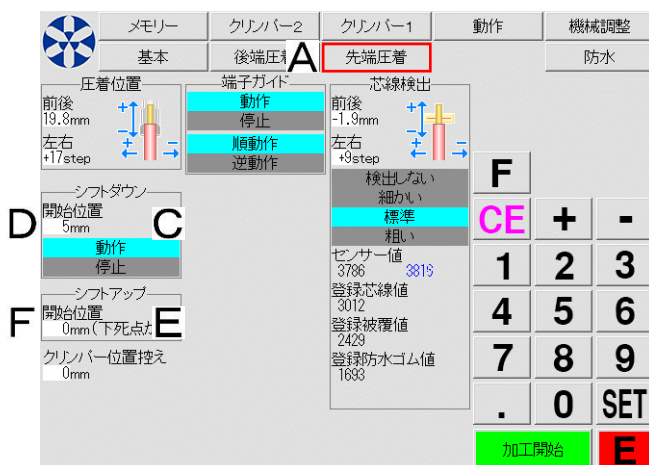 メモリー クリンパー2 クリンパー1 動作 機械調整
基本 後端圧着 A 先端圧着 防水
圧着位置
前後
19.8mm
左右
+17step
+
-
+ -
端子ガイド
動作
停止
順動作
逆動作
芯線検出
前後
-1.9mm
左右
+9step
+
-
+ -
検出しない
細かい
標準
粗い
センサー値
3786 3816
登録芯線値
3012
登録被覆値
2429
登録防水ゴム値
1693
シフトダウン
D 開始位置 C
5mm
動作
停止
シフトアップ
F 開始位置 E
0mm(下死点か
クリンパー位置控え
0mm
F
CE + -
1 2 3
4 5 6
7 8 9
. 0 SET
加工開始 E